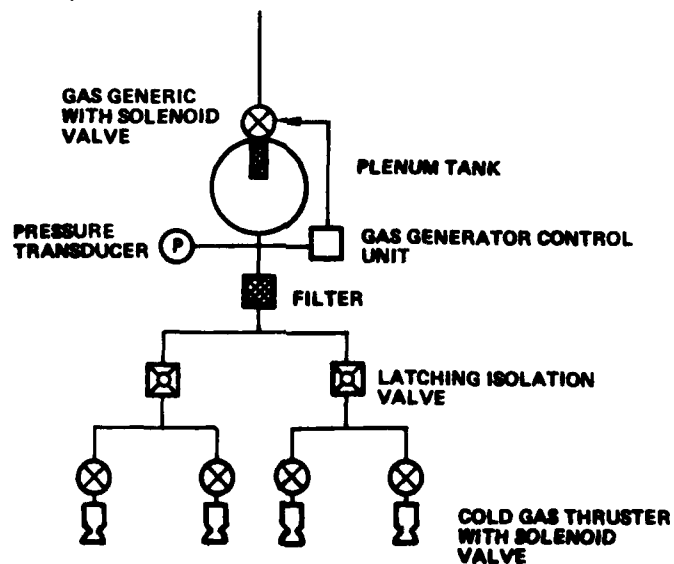 GAS GENERIC
WITH SOLENOID
VALVE
PLENUM TANK
PRESSURE
TRANSDUCER
P
GAS GENERATOR CONTROL
UNIT
FILTER
LATCHING ISOLATION
VALVE
COLD GAS THRUSTER
WITH SOLENOID
VALVE